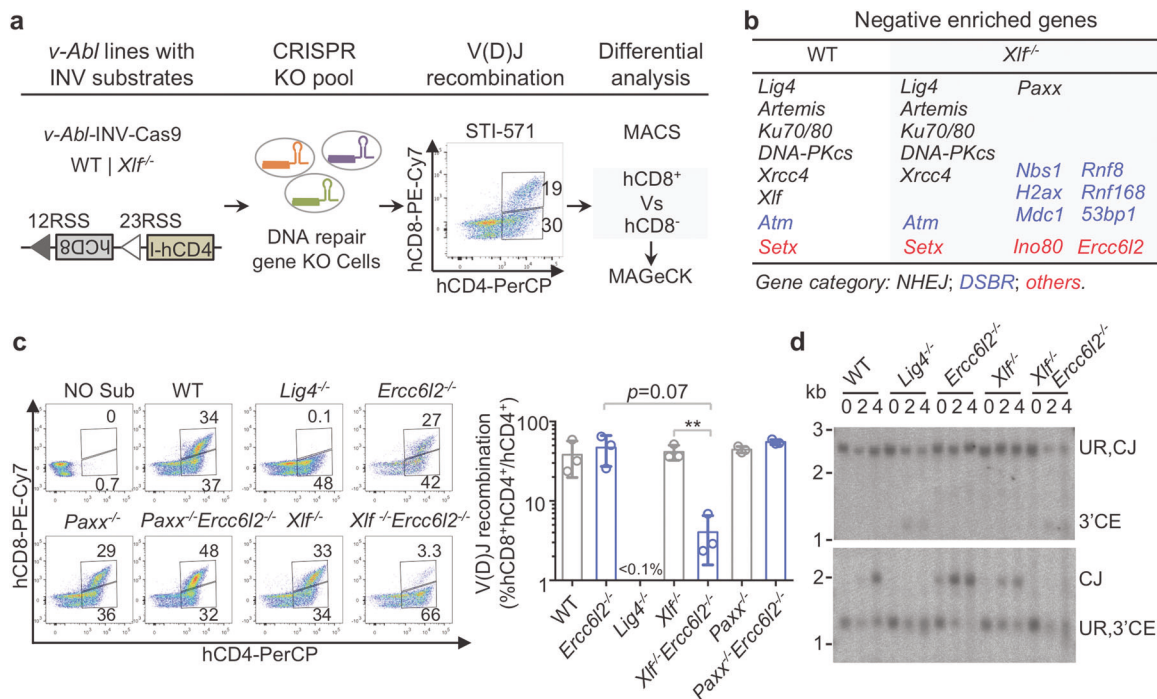 a
v-Abl lines with
INV substrates
CRISPR
KO pool
V(D)J
recombination
Differential
analysis
v-Abl-INV-Cas9
WT | Xlf-/-
12RSS 23RSS
hCD8
I-hCD4
DNA repair
gene KO Cells
STI-571
hCD8-PE-Cy7
19
30
hCD4-PerCP
MACS
hCD8+
Vs
hCD8-
MAGeCK
b
Negative enriched genes
WT Xlf-/-
Lig4 Lig4 Paxx
Artemis Artemis
Ku70/80 Ku70/80
DNA-PKcs DNA-PKcs
Xrcc4 Xrcc4 Nbs1 Rnf8
Xlf H2ax Rnf168
Atm Atm Mdc1 53bp1
Setx Setx Ino80 Ercc6l2
Gene category: NHEJ; DSBR; others.
c
NO Sub WT Lig4-/- Ercc6l2-/-
0 34 0.1 27
0.7 37 48 42
Paxx-/- Paxx-/-Ercc6l2-/- Xlf-/- Xlf-/-Ercc6l2-/-
29 48 33 3.3
36 32 34 66
hCD8-PE-Cy7
hCD4-PerCP
V(D)J recombination
(%hCD8+hCD4+/hCD4+)
p=0.07
**
100
10
1
<0.1%
WT
Ercc6l2-/-
Lig4-/-
Xlf-/-
Xlf-/-Ercc6l2-/-
Paxx-/-
Paxx-/-Ercc6l2-/-
d
WT Lig4-/- Ercc6l2-/- Xlf-/- Xlf-/- Ercc6l2-/-
kb 0 2 4 0 2 4 0 2 4 0 2 4 0 2 4
3
UR,CJ
2
3'CE
1
2
CJ
UR,3'CE
1